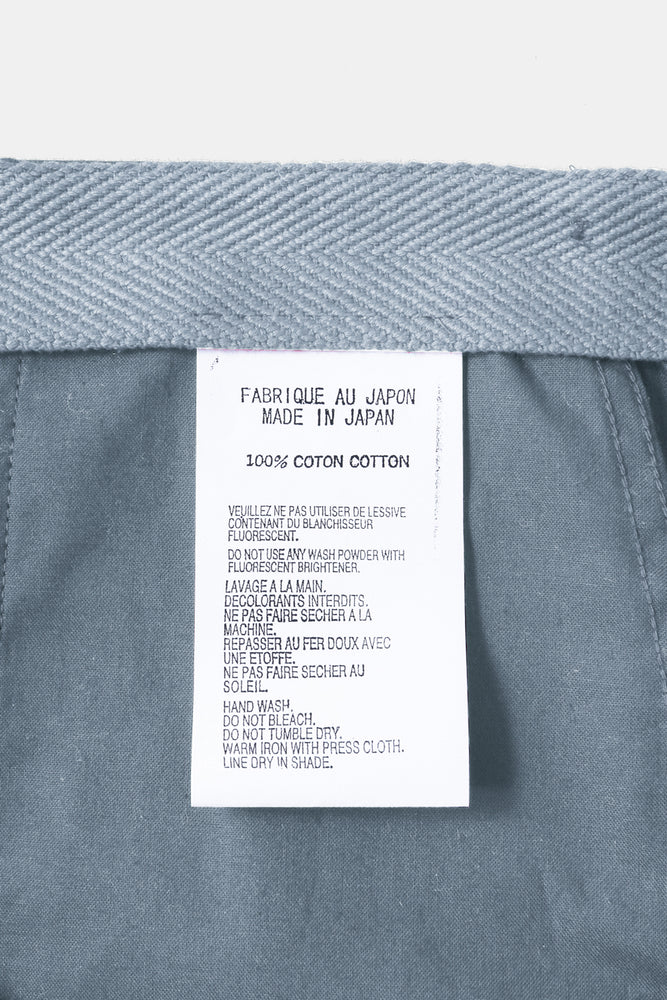 FABRIQUE AU JAPON
MADE IN JAPAN
100% COTON COTTON
VEUILLEZ NE PAS UTILISER DE LESSIVE
CONTENANT DU BLANCHISSEUR
FLUORESCENT.
DO NOT USE ANY WASH POWDER WITH
FLUORESCENT BRIGHTENER.
LAVAGE A LA MAIN.
DECOLORANTS INTERDITS.
NE PAS FAIRE SECHER A LA
MACHINE.
REPASSER AU FER DOUX AVEC
UNE ETOFFE.
NE PAS FAIRE SECHER AU
SOLEIL.
HAND WASH.
DO NOT BLEACH.
DO NOT TUMBLE DRY.
WARM IRON WITH PRESS CLOTH.
LINE DRY IN SHADE.